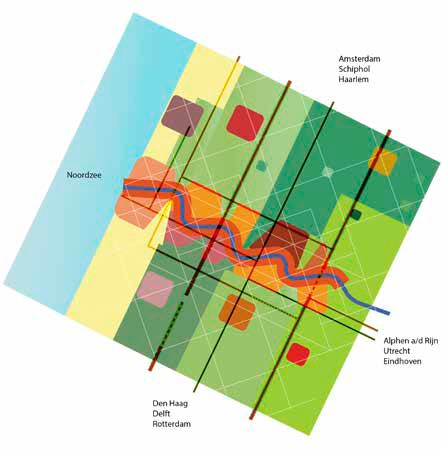 Amsterdam
Schiphol
Haarlem
Noordzee
Alphen a/d Rijn
Utrecht
Eindhoven
Den Haag
Delft
Rotterdam